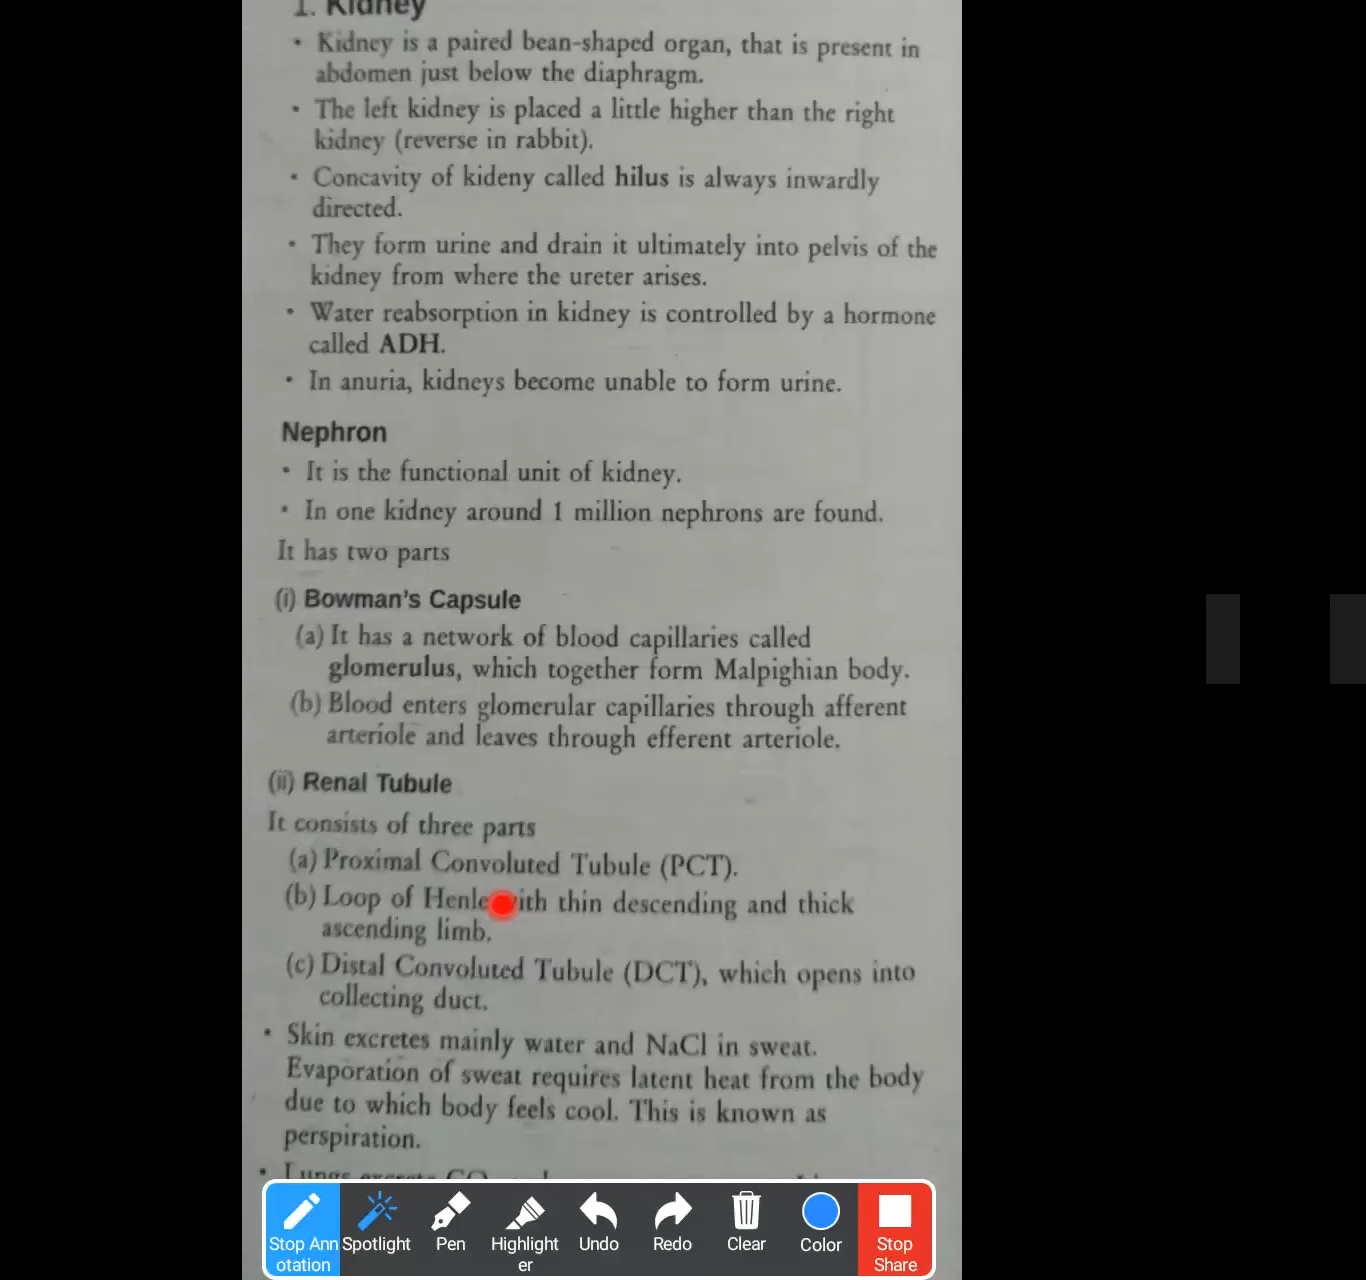 1. Kidney
• Kidney is a paired bean-shaped organ, that is present in
abdomen just below the diaphragm.
• The left kidney is placed a little higher than the right
kidney (reverse in rabbit).
• Concavity of kideny called hilus is always inwardly
directed.
• They form urine and drain it ultimately into pelvis of the
kidney from where the ureter arises.
• Water reabsorption in kidney is controlled by a hormone
called ADH.
• In anuria, kidneys become unable to form urine.
Nephron
• It is the functional unit of kidney.
• In one kidney around 1 million nephrons are found.
It has two parts
(i) Bowman's Capsule
(a) It has a network of blood capillaries called
glomerulus, which together form Malpighian body.
(b) Blood enters glomerular capillaries through afferent
arteriole and leaves through efferent arteriole.
(ii) Renal Tubule
It consists of three parts
(a) Proximal Convoluted Tubule (PCT).
(b) Loop of Henle with thin descending and thick
ascending limb.
(c) Distal Convoluted Tubule (DCT), which opens into
collecting duct.
• Skin excretes mainly water and NaCl in sweat.
Evaporation of sweat requires latent heat from the body
due to which body feels cool. This is known as
perspiration.
• Lungs excrete CO
Stop Ann Spotlight Pen Highlight Undo Redo Clear Color Stop
otation er Share